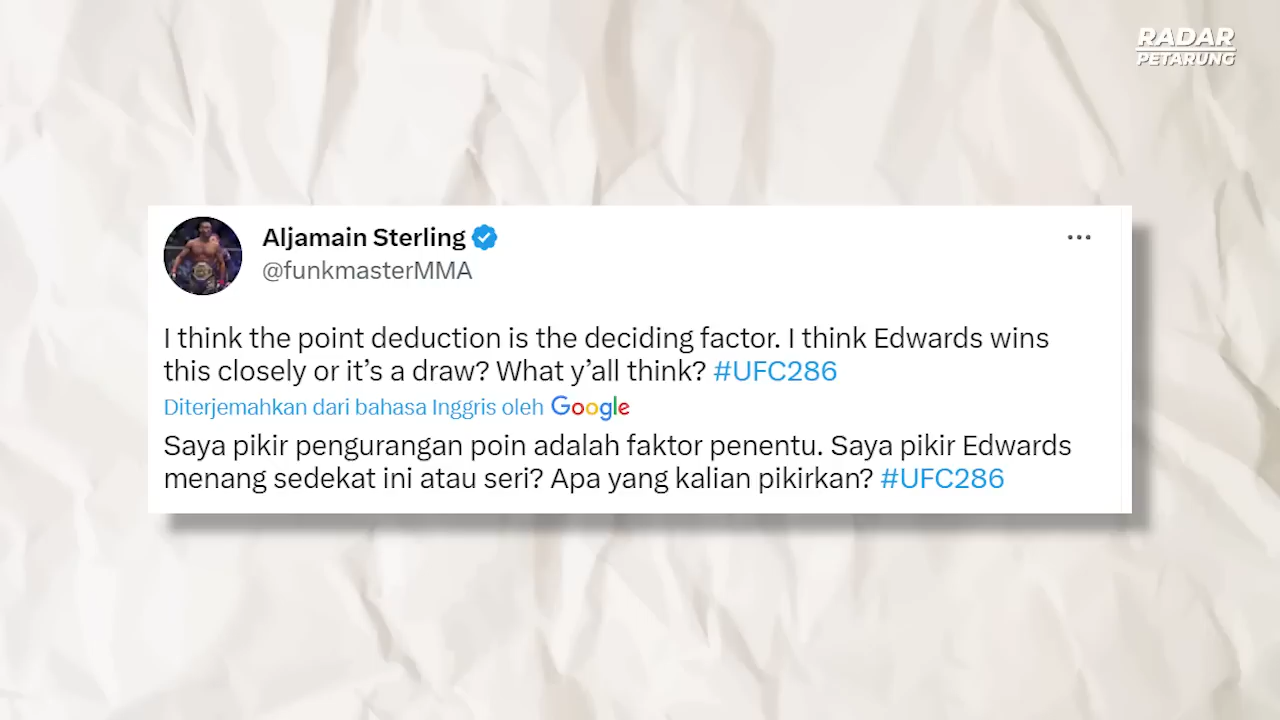 RADAR
PETARUNG
Aljamain Sterling
@funkmasterMMA
I think the point deduction is the deciding factor. I think Edwards wins
this closely or it’s a draw? What y’all think? #UFC286
Diterjemahkan dari bahasa Inggris oleh Google
Saya pikir pengurangan poin adalah faktor penentu. Saya pikir Edwards
menang sedekat ini atau seri? Apa yang kalian pikirkan? #UFC286